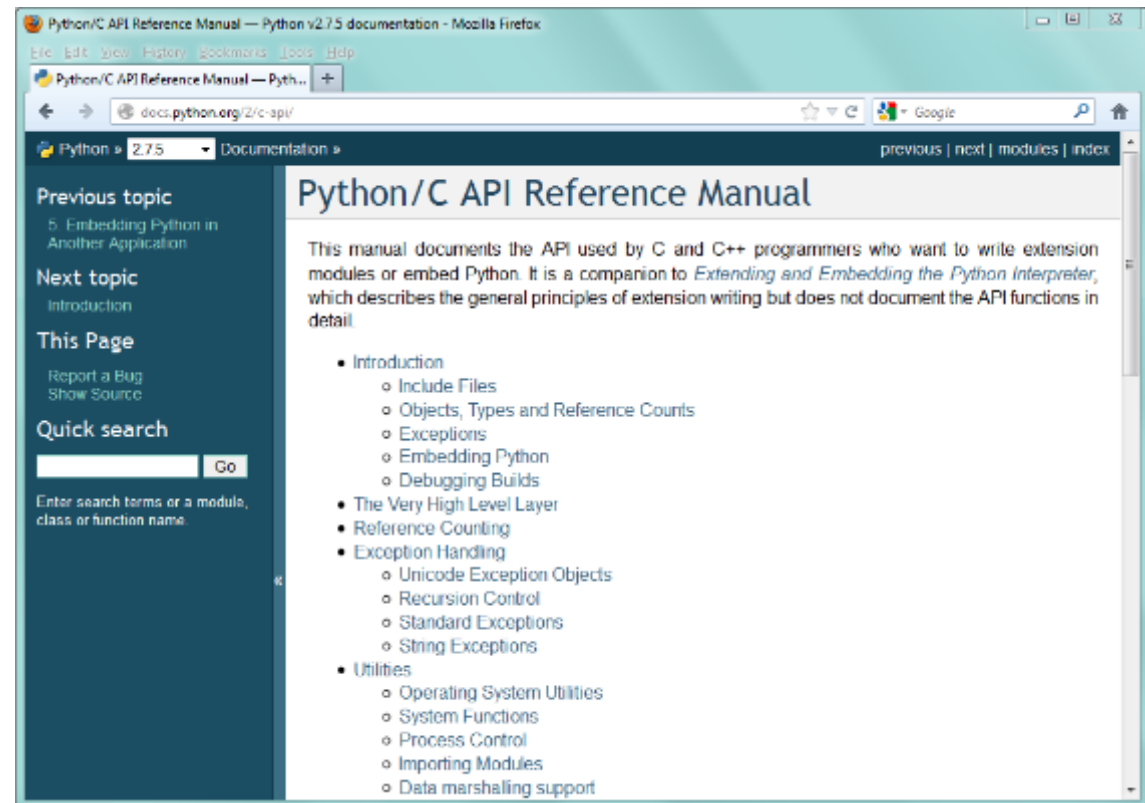 Python/C API Reference Manual — Python v2.7.5 documentation - Mozilla Firefox
File Edit View History Bookmarks Tools Help
Python/C API Reference Manual — Pyth... +
docs.python.org/2/c-api/ Google
Python » 2.7.5 Documentation » previous | next | modules | index
Previous topic
5. Embedding Python in
Another Application
Next topic
Introduction
This Page
Report a Bug
Show Source
Quick search
Go
Enter search terms or a module,
class or function name.
«
Python/C API Reference Manual
This manual documents the API used by C and C++ programmers who want to write extension
modules or embed Python. It is a companion to Extending and Embedding the Python Interpreter,
which describes the general principles of extension writing but does not document the API functions in
detail.
• Introduction
o Include Files
o Objects, Types and Reference Counts
o Exceptions
o Embedding Python
o Debugging Builds
• The Very High Level Layer
• Reference Counting
• Exception Handling
o Unicode Exception Objects
o Recursion Control
o Standard Exceptions
o String Exceptions
• Utilities
o Operating System Utilities
o System Functions
o Process Control
o Importing Modules
o Data marshalling support